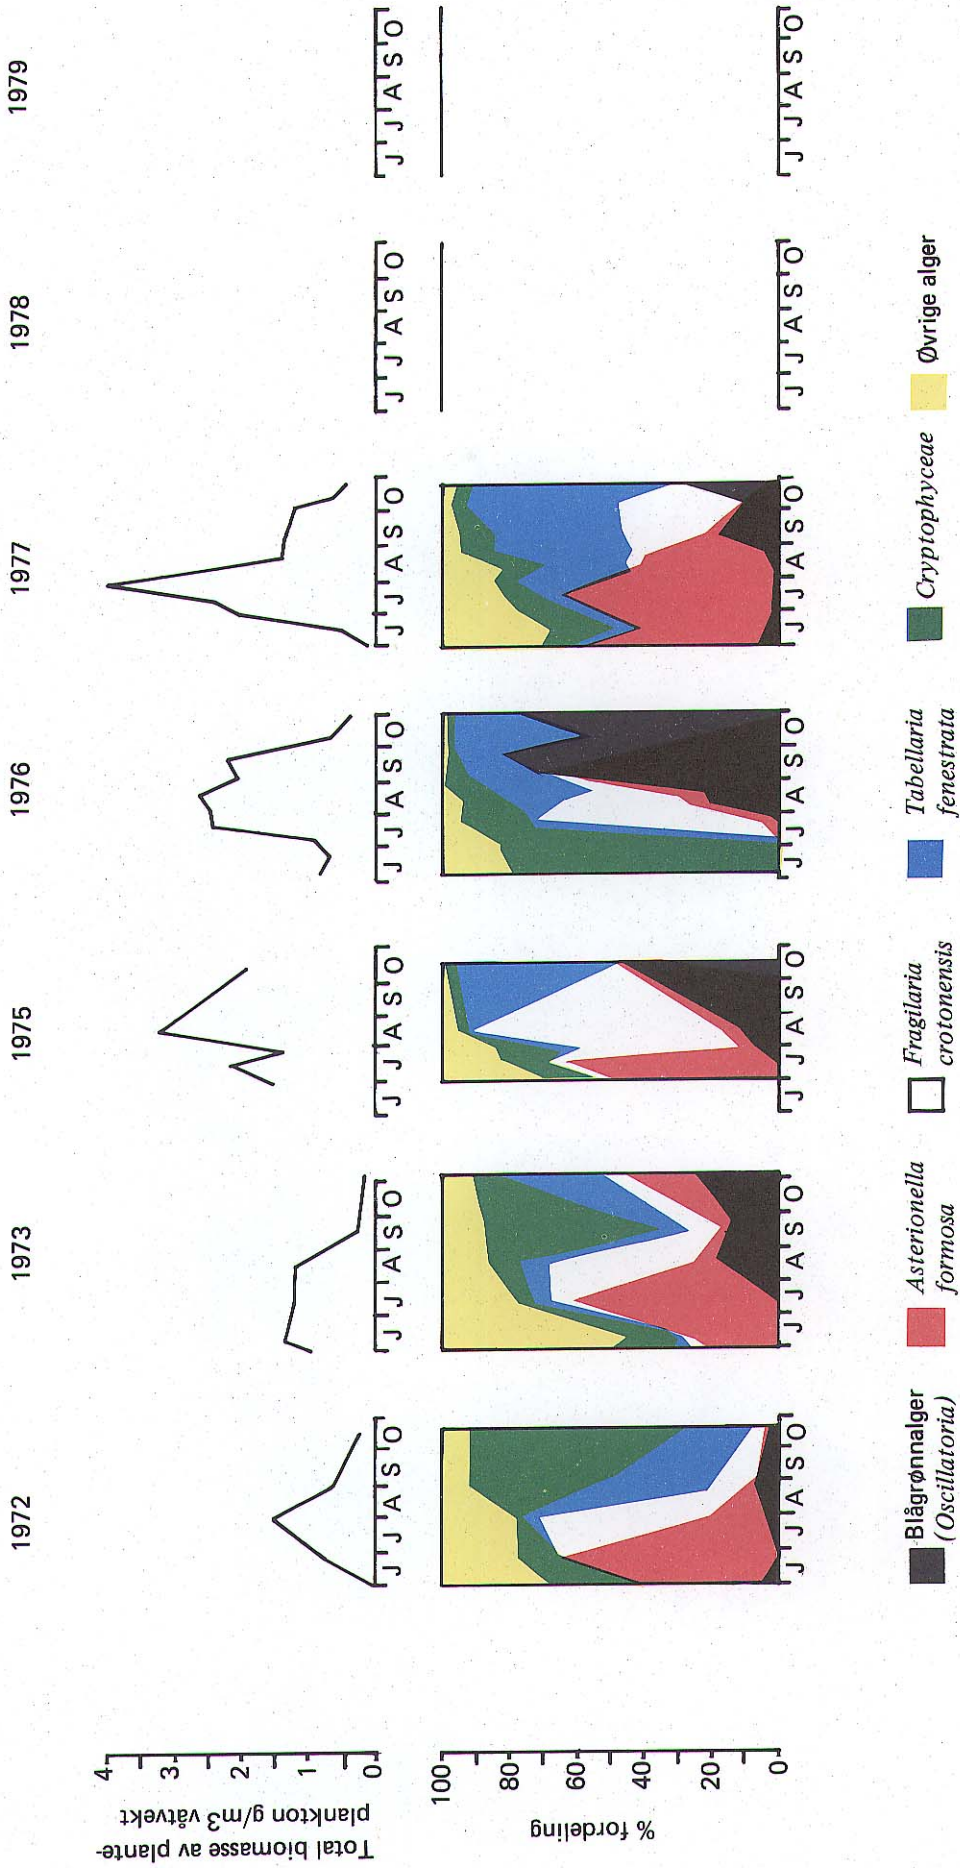 1972 1973 1975 1976 1977 1978 1979
Total biomasse av plante-
plankton g/m3 våtvekt
4
3
2
1
0
J J A S O J J A S O J J A S O J J A S O J J A S O J J A S O J J A S O
% fordeling
100
80
60
40
20
0
J J A S O J J A S O J J A S O J J A S O J J A S O J J A S O J J A S O
Blågrønnalger
(Oscillatoria)
Asterionella
formosa
Fragilaria
crotonensis
Tabellaria
fenestrata
Cryptophyceae
Øvrige alger